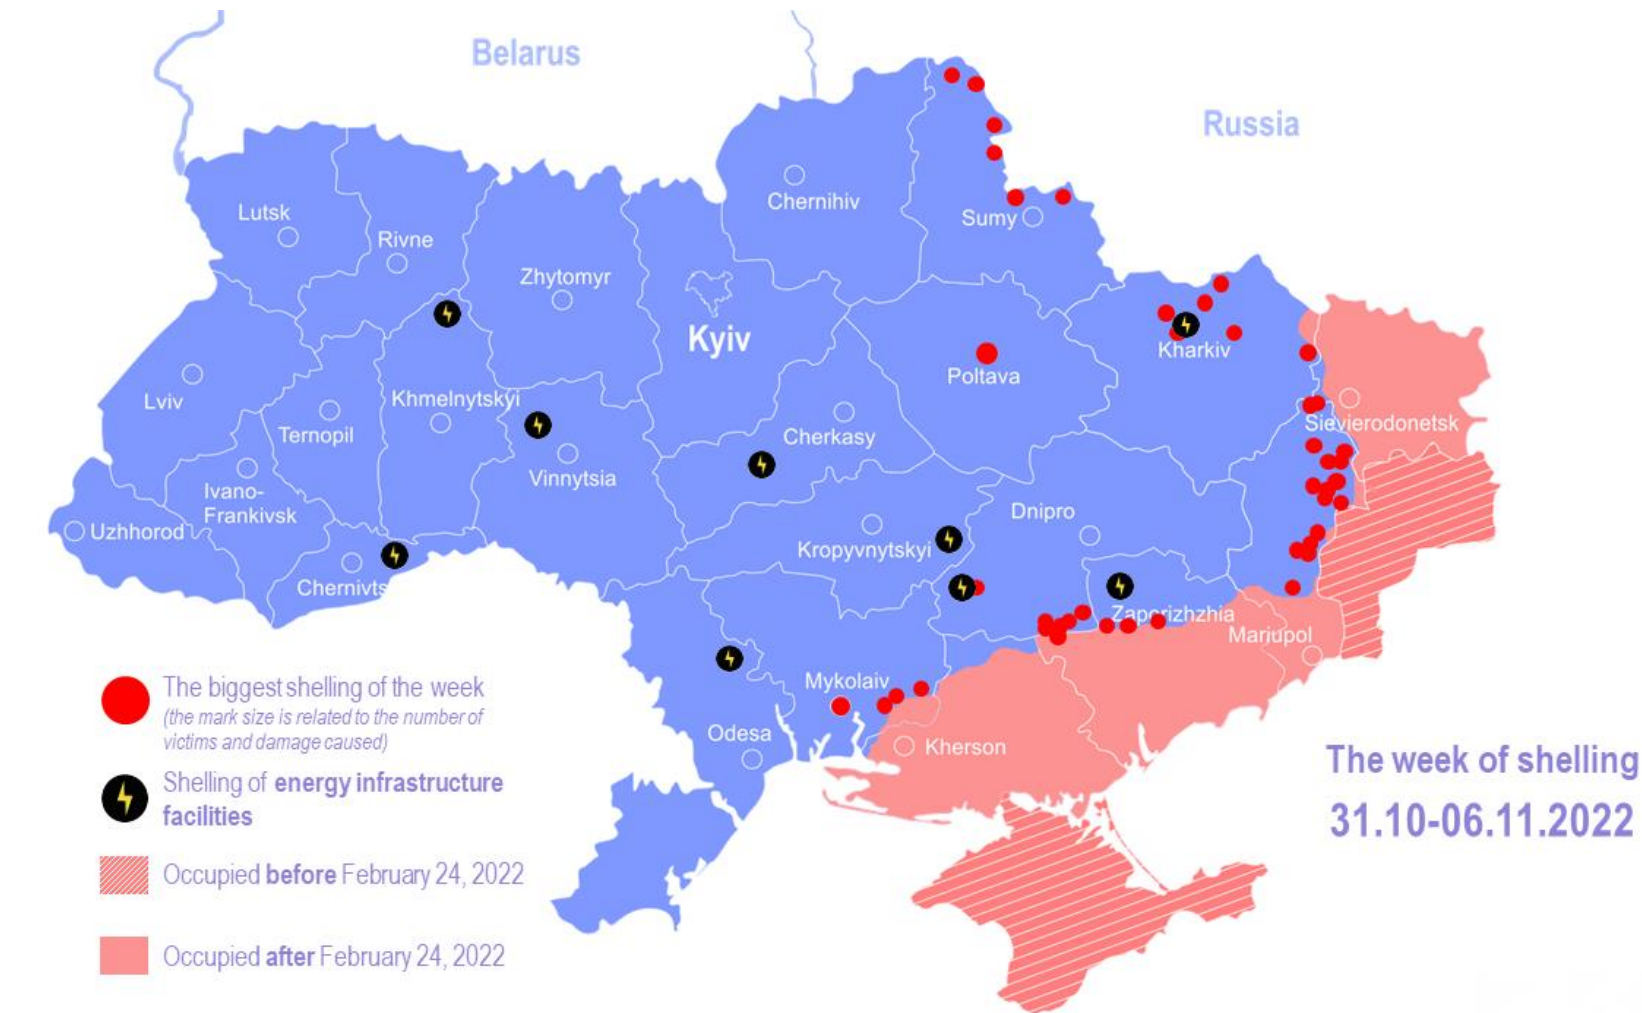 Belarus
Russia
Chernihiv
Lutsk
Sumy
Rivne
Zhytomyr
Kyiv
Kharkiv
Poltava
Lviv
Khmelnytskyi
Ternopil
Cherkasy
Sievierodonetsk
Vinnytsia
Ivano-
Frankivsk
Dnipro
Uzhhorod
Kropyvnytskyi
Chernivts
Zaporizhzhia
Mariupol
Mykolaiv
Odesa
Kherson
The biggest shelling of the week
(the mark size is related to the number of
victims and damage caused)
Shelling of energy infrastructure
facilities
Occupied before February 24, 2022
Occupied after February 24, 2022
The week of shelling
31.10-06.11.2022